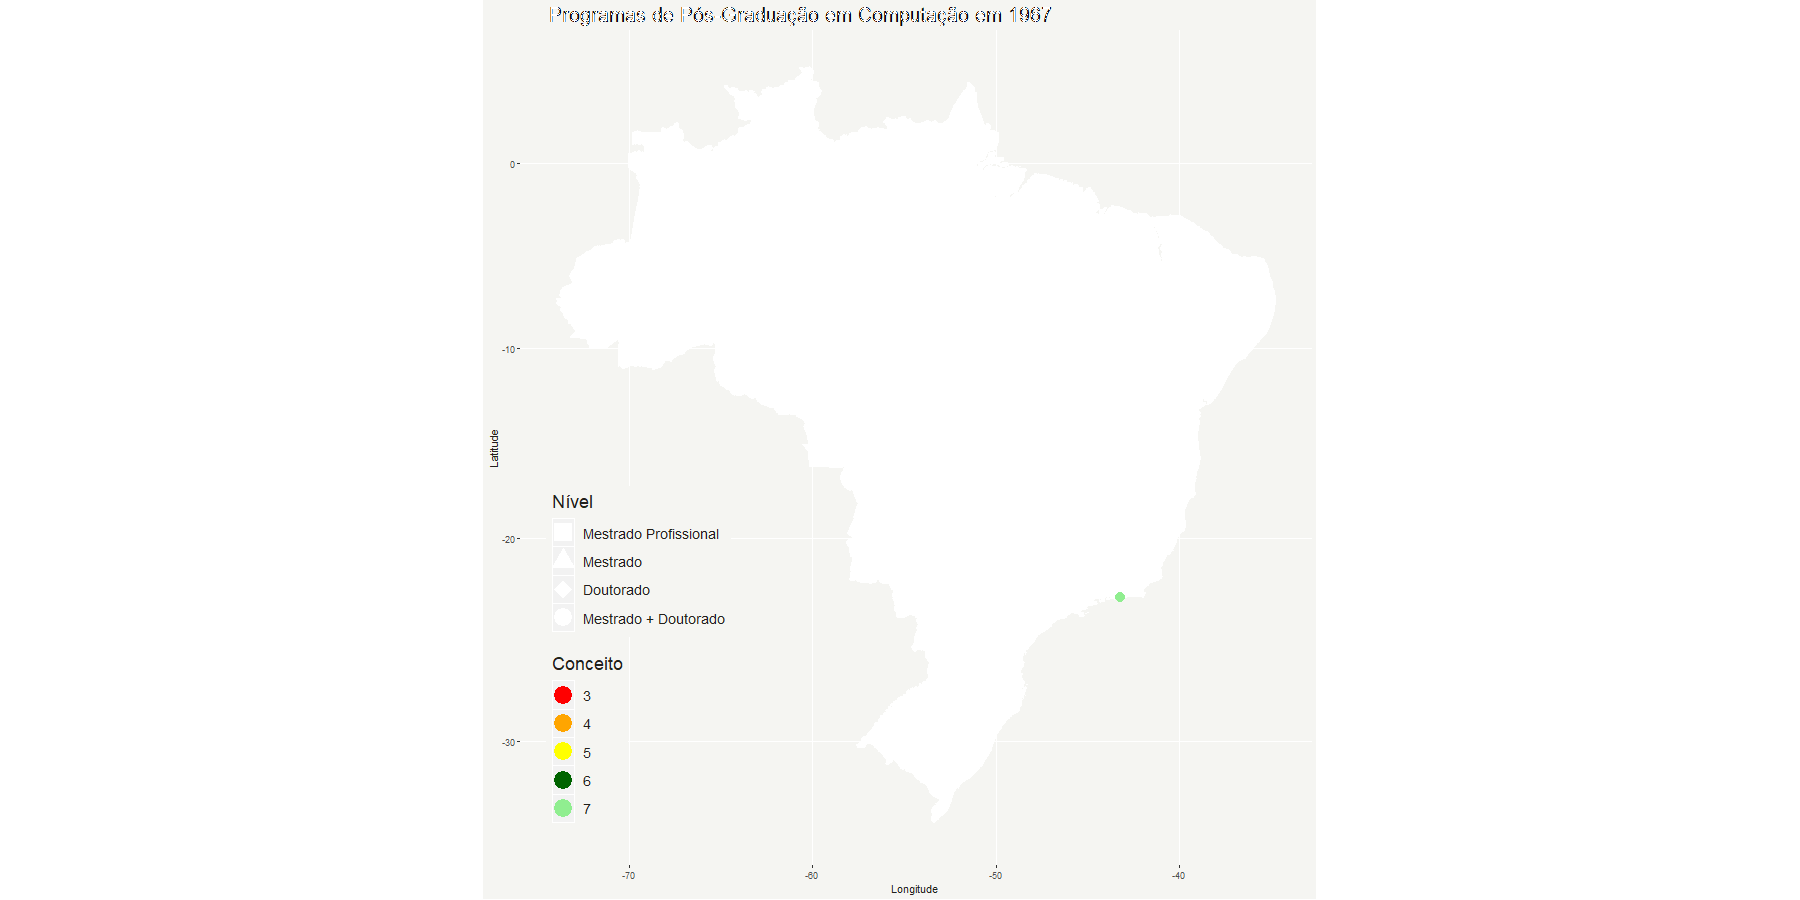 Programas de Pós-Graduação em Computação em 1967
0
-10
-20
-30
Latitude
Nível
Mestrado Profissional
Mestrado
Doutorado
Mestrado + Doutorado
Conceito
3
4
5
6
7
-70
-60
-50
-40
Longitude